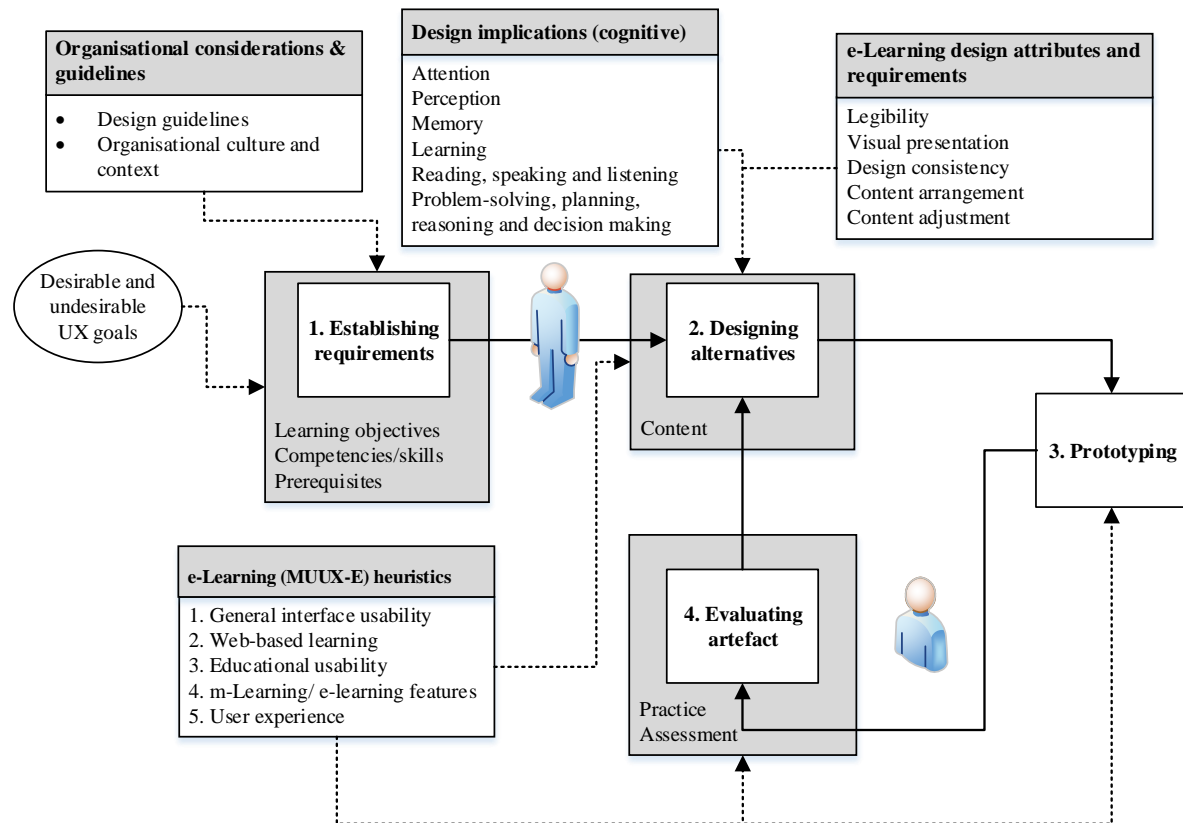 Organisational considerations &
guidelines
• Design guidelines
• Organisational culture and
context
Design implications (cognitive)
Attention
Perception
Memory
Learning
Reading, speaking and listening
Problem-solving, planning,
reasoning and decision making
e-Learning design attributes and
requirements
Legibility
Visual presentation
Design consistency
Content arrangement
Content adjustment
Desirable and
undesirable
UX goals
1. Establishing
requirements
Learning objectives
Competencies/skills
Prerequisites
2. Designing
alternatives
Content
3. Prototyping
e-Learning (MUUX-E) heuristics
1. General interface usability
2. Web-based learning
3. Educational usability
4. m-Learning/ e-learning features
5. User experience
4. Evaluating
artefact
Practice
Assessment